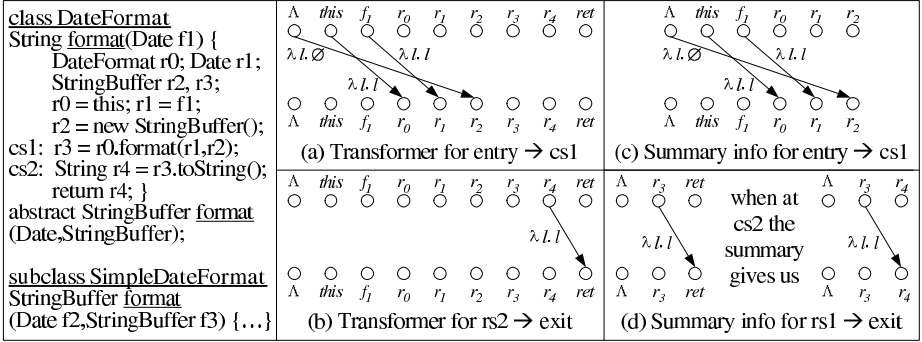 class DateFormat
String format(Date f1) {
DateFormat r0; Date r1;
StringBuffer r2, r3;
r0 = this; r1 = f1;
r2 = new StringBuffer();
cs1: r3 = r0.format(r1,r2);
cs2: String r4 = r3.toString();
return r4; }
abstract StringBuffer format
(Date,StringBuffer);
subclass SimpleDateFormat
StringBuffer format
(Date f2,StringBuffer f3) {…}
Λ this f₁ r₀ r₁ r₂ r₃ r₄ ret
λ l.∅ λ l.l
λ l.l
Λ this f₁ r₀ r₁ r₂ r₃ r₄ ret
(a) Transformer for entry → cs1
Λ this f₁ r₀ r₁ r₂
λ l.∅ λ l.l
λ l.l
Λ this f₁ r₀ r₁ r₂
(c) Summary info for entry → cs1
Λ this f₁ r₀ r₁ r₂ r₃ r₄ ret
λ l.l
Λ this f₁ r₀ r₁ r₂ r₃ r₄ ret
(b) Transformer for rs2 → exit
Λ r₃ ret
λ l.l
Λ r₃ ret
when at
cs2 the
summary
gives us
Λ r₃ r₄
λ l.l
Λ r₃ r₄
(d) Summary info for rs1 → exit